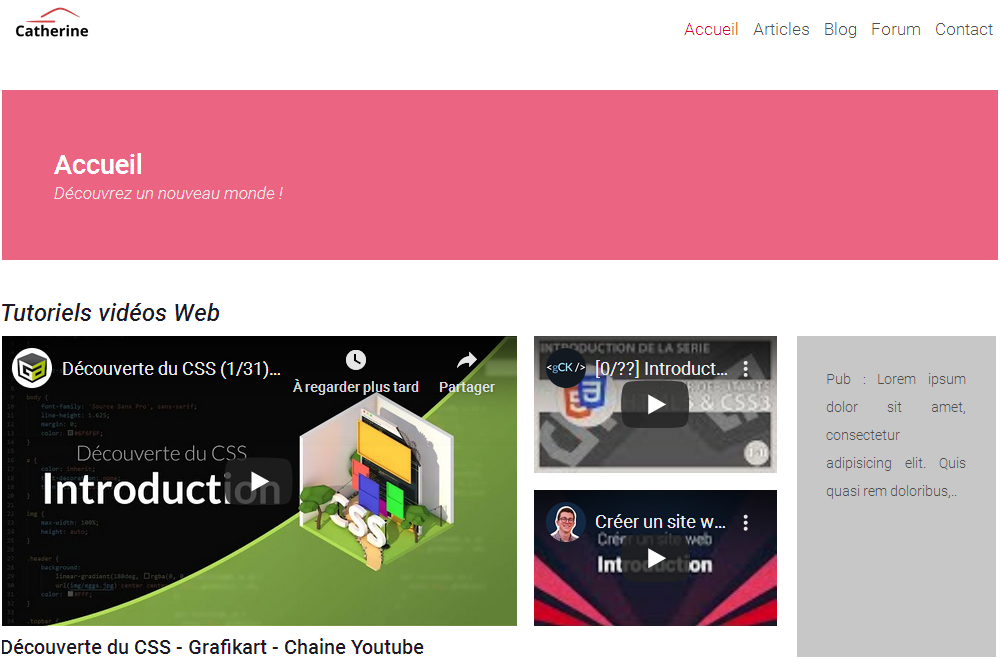 Catherine
Accueil Articles Blog Forum Contact
Accueil
Découvrez un nouveau monde !
Tutoriels vidéos Web
Découverte du CSS (1/31)...
À regarder plus tard
Partager
Découverte du CSS
Introduction
CSS
Découverte du CSS - Grafikart - Chaine Youtube
INTRODUCTION DE LA SERIE
<gCK /> [0/??] Introduct...
& CSS3
Créer un site w...
Créer un site web
Introduction
Pub : Lorem ipsum
dolor sit amet,
consectetur
adipisicing elit. Quis
quasi rem doloribus,..